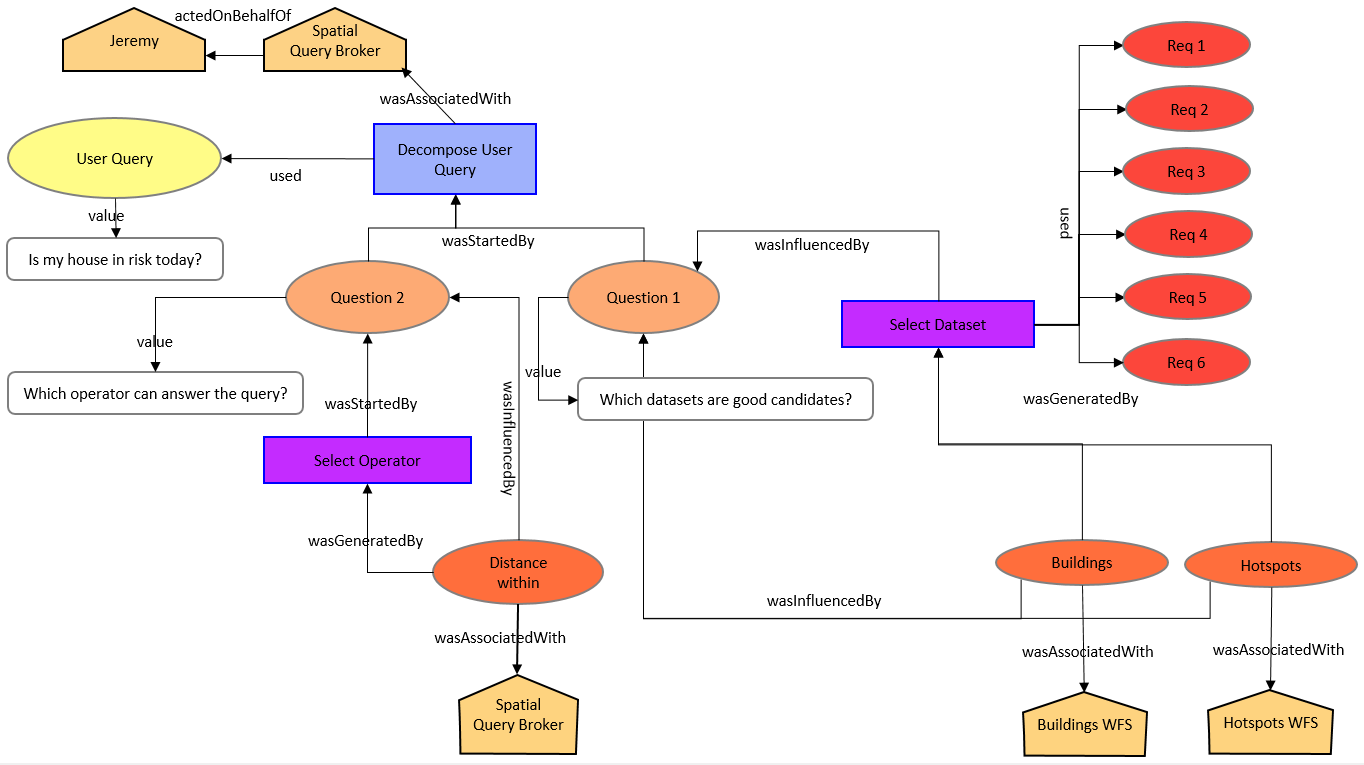 actedOnBehalfOf
Jeremy
Spatial
Query Broker
Req 1
wasAssociatedWith
Req 2
User Query
Decompose User
Query
used
Req 3
value
used
Req 4
Is my house in risk today?
wasStartedBy
wasInfluencedBy
Question 2
Question 1
Req 5
Select Dataset
value
value
Req 6
Which operator can answer the query?
Which datasets are good candidates?
wasGeneratedBy
wasStartedBy
wasInfluencedBy
Select Operator
wasGeneratedBy
Distance
within
Buildings
Hotspots
wasInfluencedBy
wasAssociatedWith
wasAssociatedWith
wasAssociatedWith
Spatial
Query Broker
Buildings WFS
Hotspots WFS